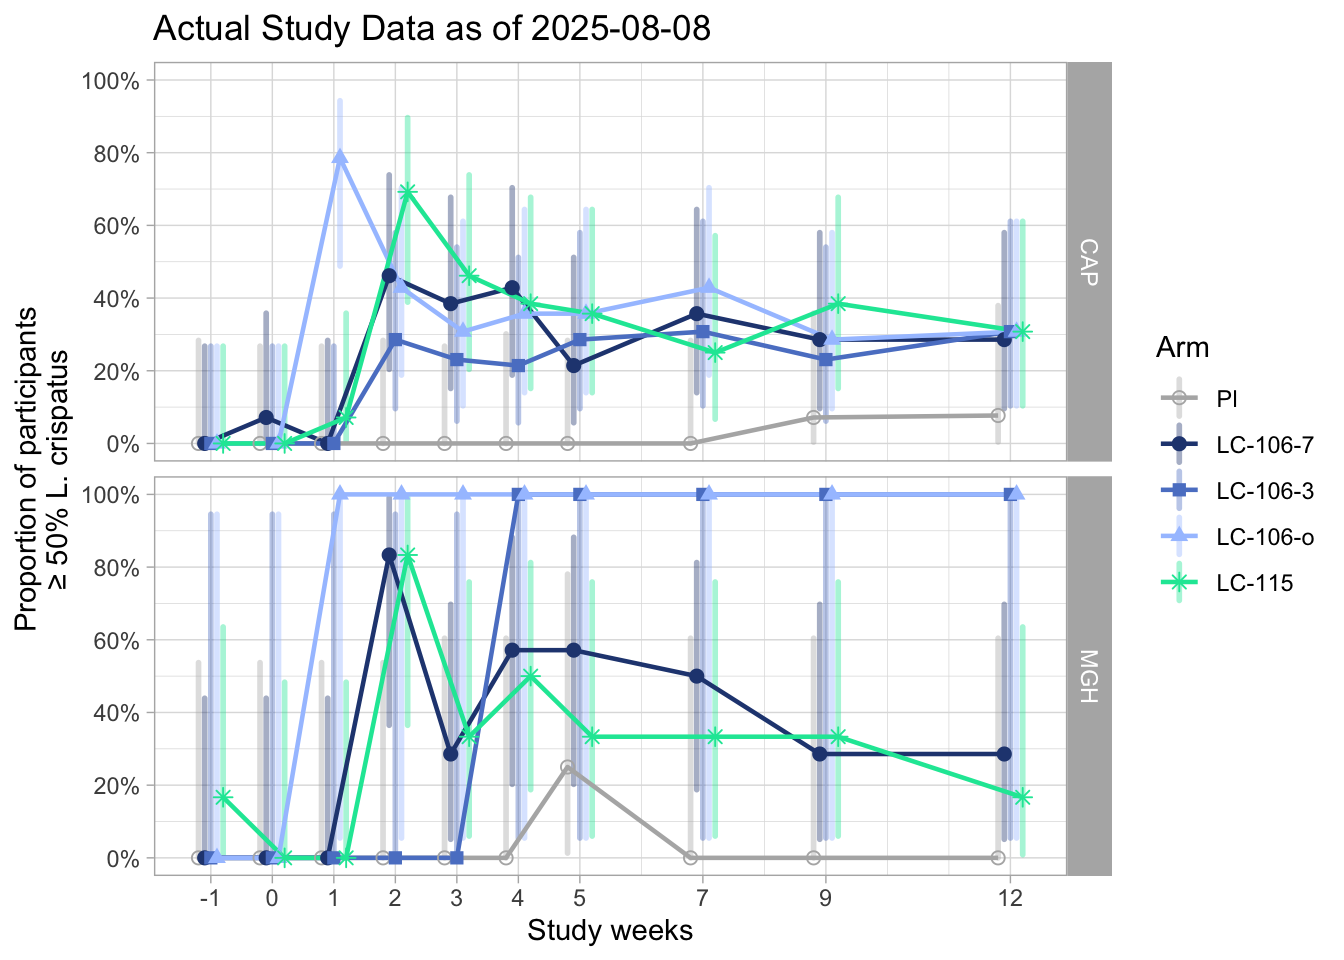 Actual Study Data as of 2025-08-08
Proportion of participants
≥ 50% L. crispatus
100%
80%
60%
40%
20%
0%
CAP
100%
80%
60%
40%
20%
0%
MGH
-1 0 1 2 3 4 5 7 9 12
Study weeks
Arm
Pl
LC-106-7
LC-106-3
LC-106-o
LC-115